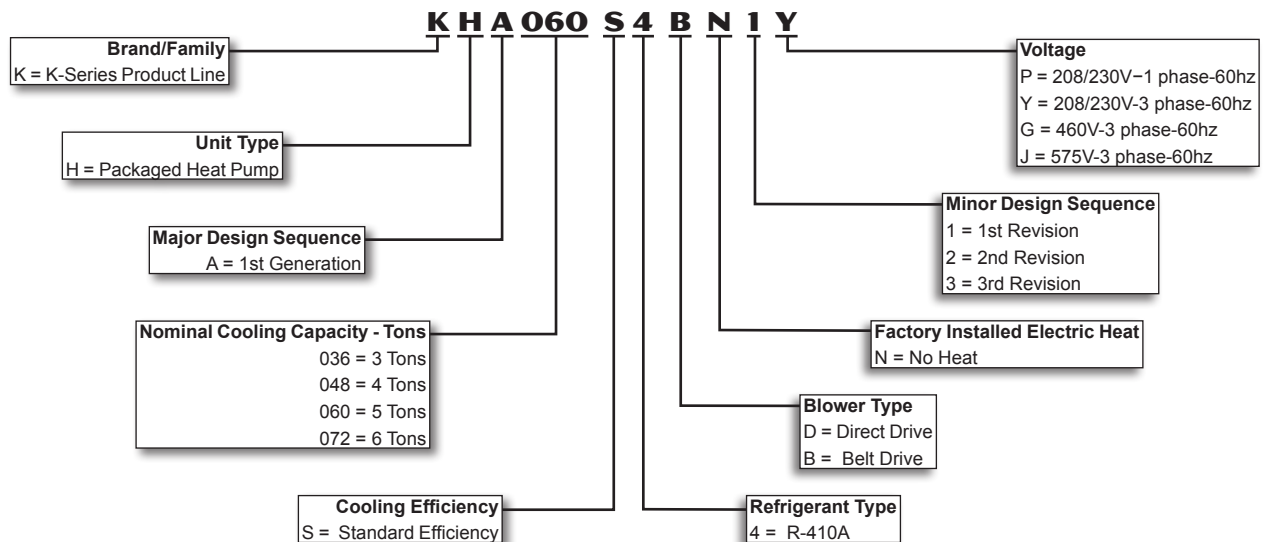 K H A 060 S 4 B N 1 Y
Brand/Family
K = K-Series Product Line
Unit Type
H = Packaged Heat Pump
Major Design Sequence
A = 1st Generation
Nominal Cooling Capacity - Tons
036 = 3 Tons
048 = 4 Tons
060 = 5 Tons
072 = 6 Tons
Cooling Efficiency
S = Standard Efficiency
Voltage
P = 208/230V−1 phase-60hz
Y = 208/230V-3 phase-60hz
G = 460V-3 phase-60hz
J = 575V-3 phase-60hz
Minor Design Sequence
1 = 1st Revision
2 = 2nd Revision
3 = 3rd Revision
Factory Installed Electric Heat
N = No Heat
Blower Type
D = Direct Drive
B = Belt Drive
Refrigerant Type
4 = R-410A